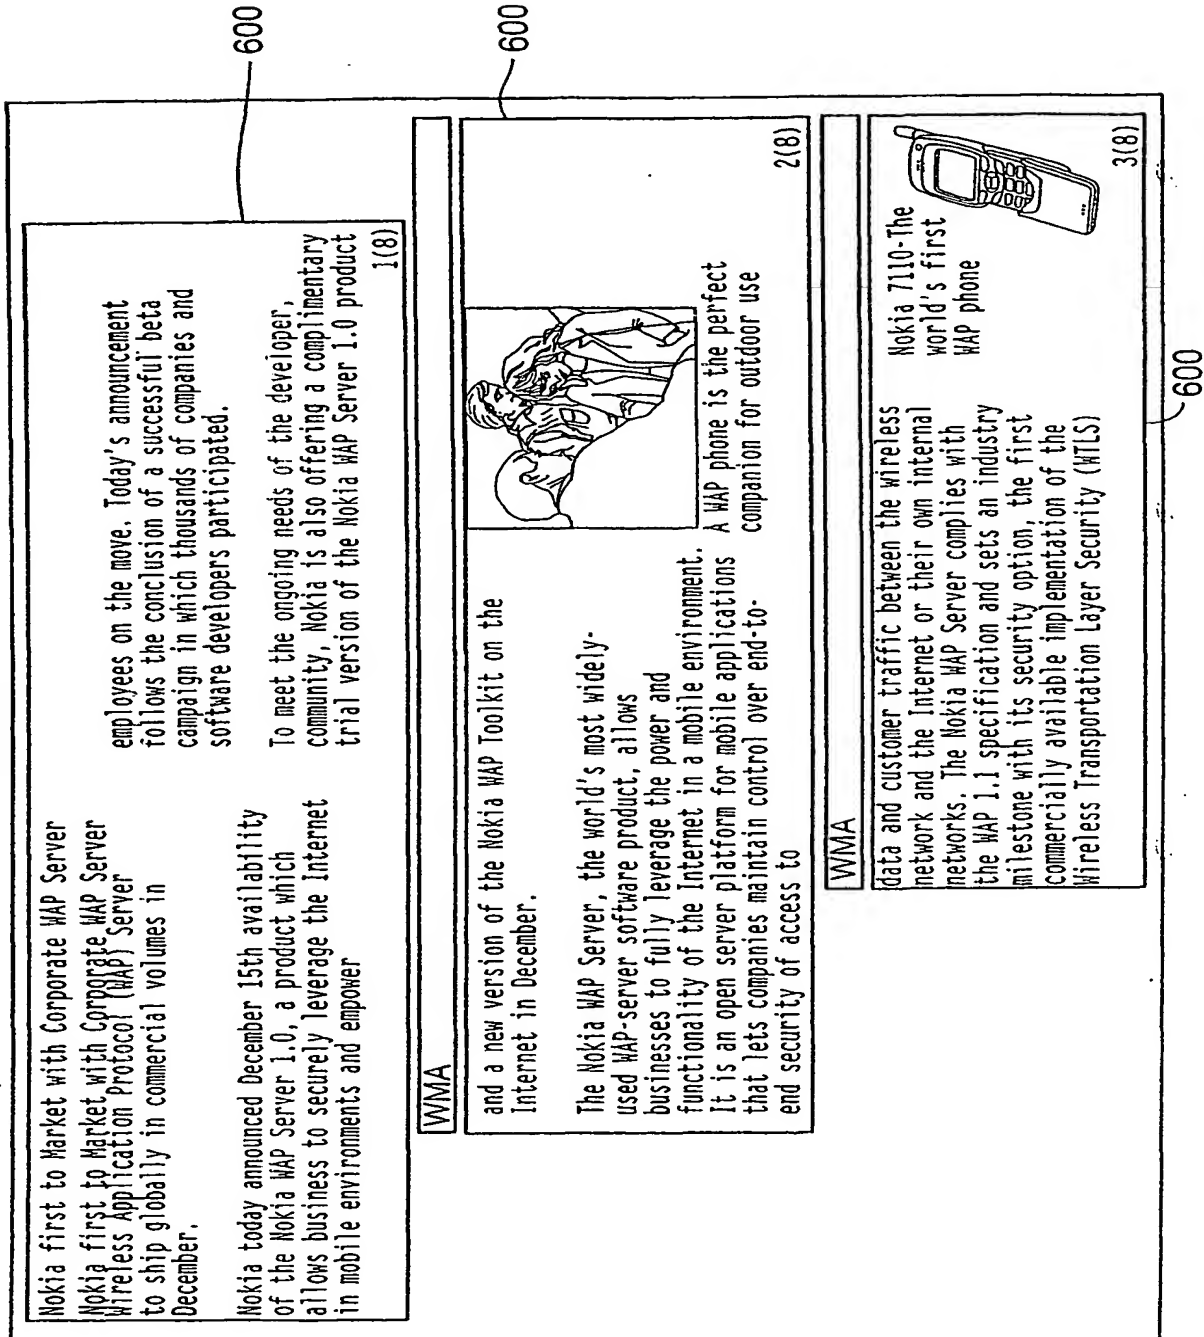 Nokia first to Market with Corporate WAP Server
Nokia first to Market with Corporate WAP Server
Wireless Application Protocol (WAP) Server
to ship globally in commercial volumes in
December.
Nokia today announced December 15th availability
of the Nokia WAP Server 1.0, a product which
allows business to securely leverage the Internet
in mobile environments and empower
employees on the move. Today's announcement
follows the conclusion of a successful beta
campaign in which thousands of companies and
software developers participated.
To meet the ongoing needs of the developer,
community, Nokia is also offering a complimentary
trial version of the Nokia WAP Server 1.0 product
1(8)
600
WMA
and a new version of the Nokia WAP Toolkit on the
Internet in December.
The Nokia WAP Server, the world's most widely-
used WAP-server software product, allows
businesses to fully leverage the power and
functionality of the Internet in a mobile environment.
It is an open server platform for mobile applications
that lets companies maintain control over end-to-
end security of access to
A WAP phone is the perfect
companion for outdoor use
2(8)
600
WMA
data and customer traffic between the wireless
network and the Internet or their own internal
networks. The Nokia WAP Server complies with
the WAP 1.1 specification and sets an industry
milestone with its security option, the first
commercially available implementation of the
Wireless Transportation Layer Security (WTLS)
Nokia 7110-The
world's first
WAP phone
3(8)
600